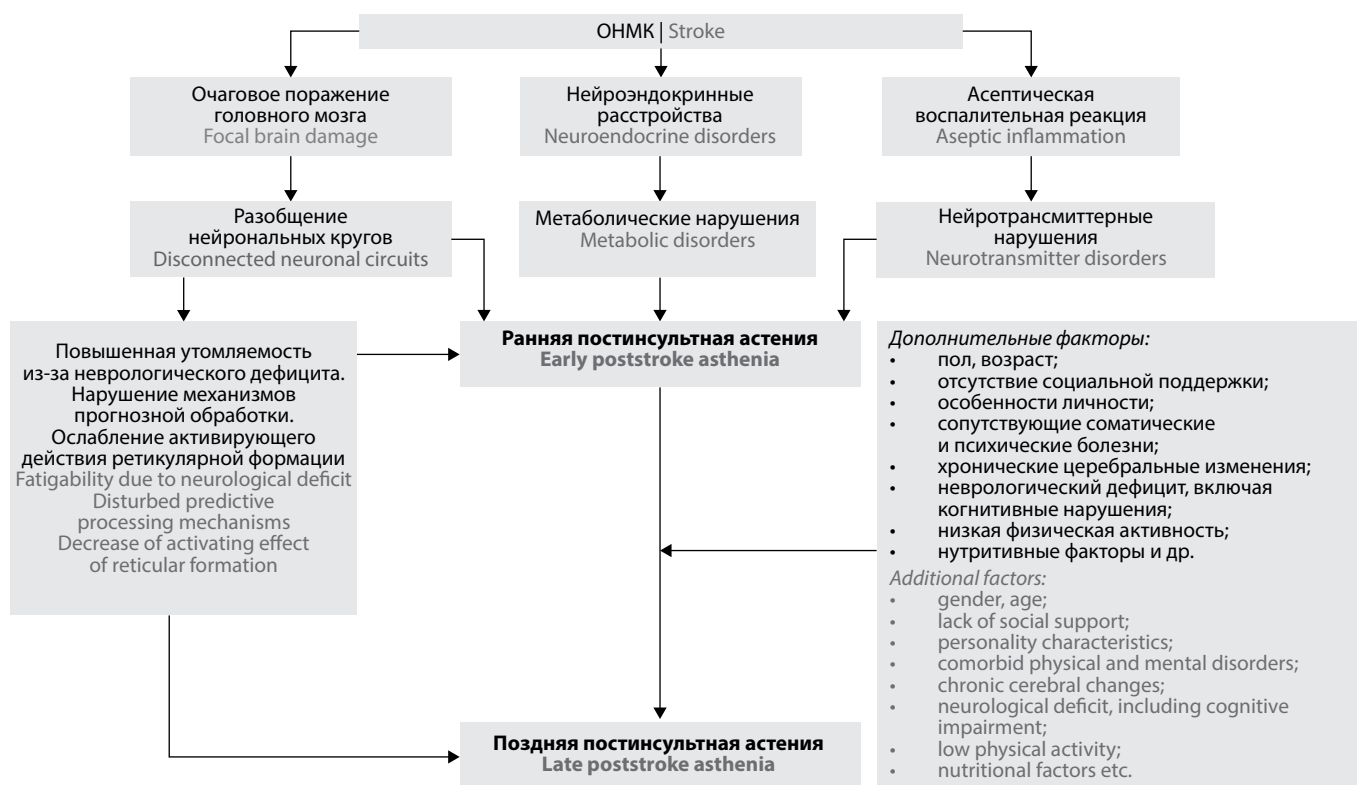 ОНМК | Stroke
Очаговое поражение
головного мозга
Focal brain damage
Нейроэндокринные
расстройства
Neuroendocrine disorders
Асептическая
воспалительная реакция
Aseptic inflammation
Разобщение
нейрональных кругов
Disconnected neuronal circuits
Метаболические нарушения
Metabolic disorders
Нейротрансмиттерные
нарушения
Neurotransmitter disorders
Повышенная утомляемость
из-за неврологического дефицита.
Нарушение механизмов
прогнозной обработки.
Ослабление активирующего
действия ретикулярной формации
Fatigability due to neurological deficit
Disturbed predictive
processing mechanisms
Decrease of activating effect
of reticular formation
Ранняя постинсультная астения
Early poststroke asthenia
Дополнительные факторы:
• пол, возраст;
• отсутствие социальной поддержки;
• особенности личности;
• сопутствующие соматические
и психические болезни;
• хронические церебральные изменения;
• неврологический дефицит, включая
когнитивные нарушения;
• низкая физическая активность;
• нутритивные факторы и др.
Additional factors:
• gender, age;
• lack of social support;
• personality characteristics;
• comorbid physical and mental disorders;
• chronic cerebral changes;
• neurological deficit, including cognitive
impairment;
• low physical activity;
• nutritional factors etc.
Поздняя постинсультная астения
Late poststroke asthenia